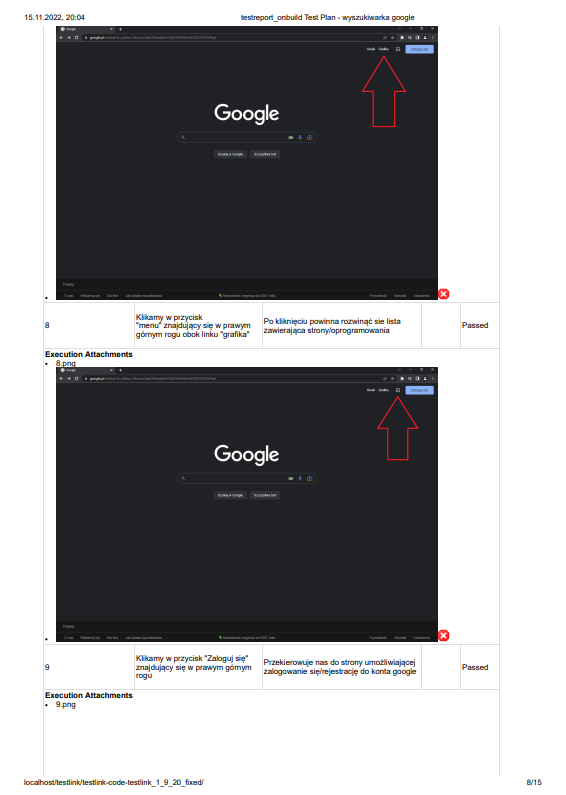 15.11.2022, 20:04
testreport_onbuild Test Plan - wyszukiwarka google
Google
Gmail Grafika
Google
Szukaj w Google Szczęśliwy traf
Polska
8
Klikamy w przycisk
"menu" znajdujący się w prawym
górnym rogu obok linku "grafika"
Po kliknięciu powinna rozwinąć sie lista
zawierająca strony/oprogramowania
Passed
Execution Attachments
• 8.png
Google
Gmail Grafika
Google
Szukaj w Google Szczęśliwy traf
Polska
9
Klikamy w przycisk "Zaloguj się"
znajdujący się w prawym górnym
rogu
Przekierowuje nas do strony umożliwiającej
zalogowanie się/rejestrację do konta google
Passed
Execution Attachments
• 9.png
localhost/testlink/testlink-code-testlink_1_9_20_fixed/
8/15